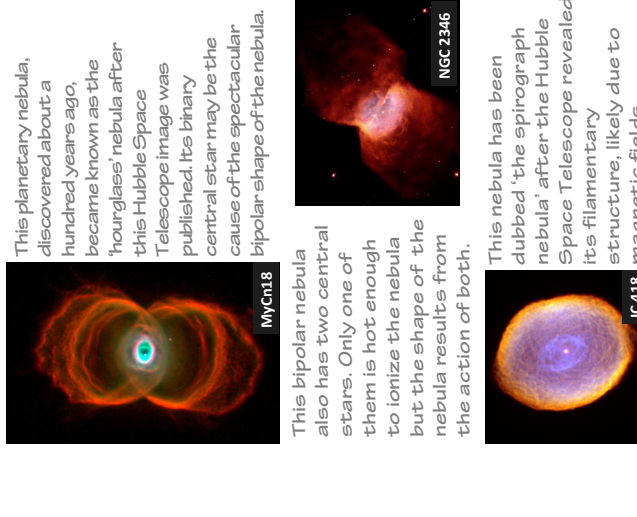 This planetary nebula,
discovered about a
hundred years ago,
became known as the
'hourglass' nebula after
this Hubble Space
Telescope image was
published. Its binary
central star may be the
cause of the spectacular
bipolar shape of the nebula.
MyCn18
NGC 2346
This bipolar nebula
also has two central
stars. Only one of
them is hot enough
to ionize the nebula
but the shape of the
nebula results from
the action of both.
This nebula has been
dubbed 'the spirograph
nebula' after the Hubble
Space Telescope revealed
its filamentary
structure, likely due to
magnetic fields
IC418